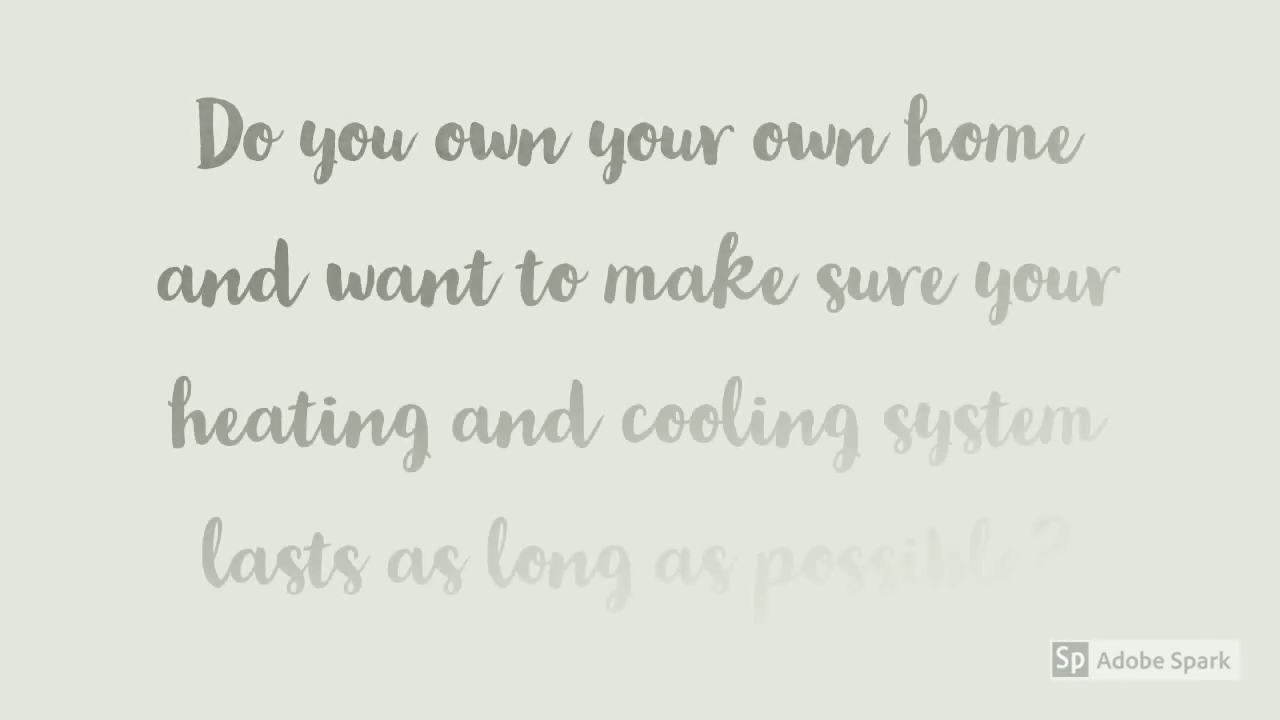 Do you own your own home
and want to make sure your
heating and cooling system
lasts as long as possible?
Sp Adobe Spark